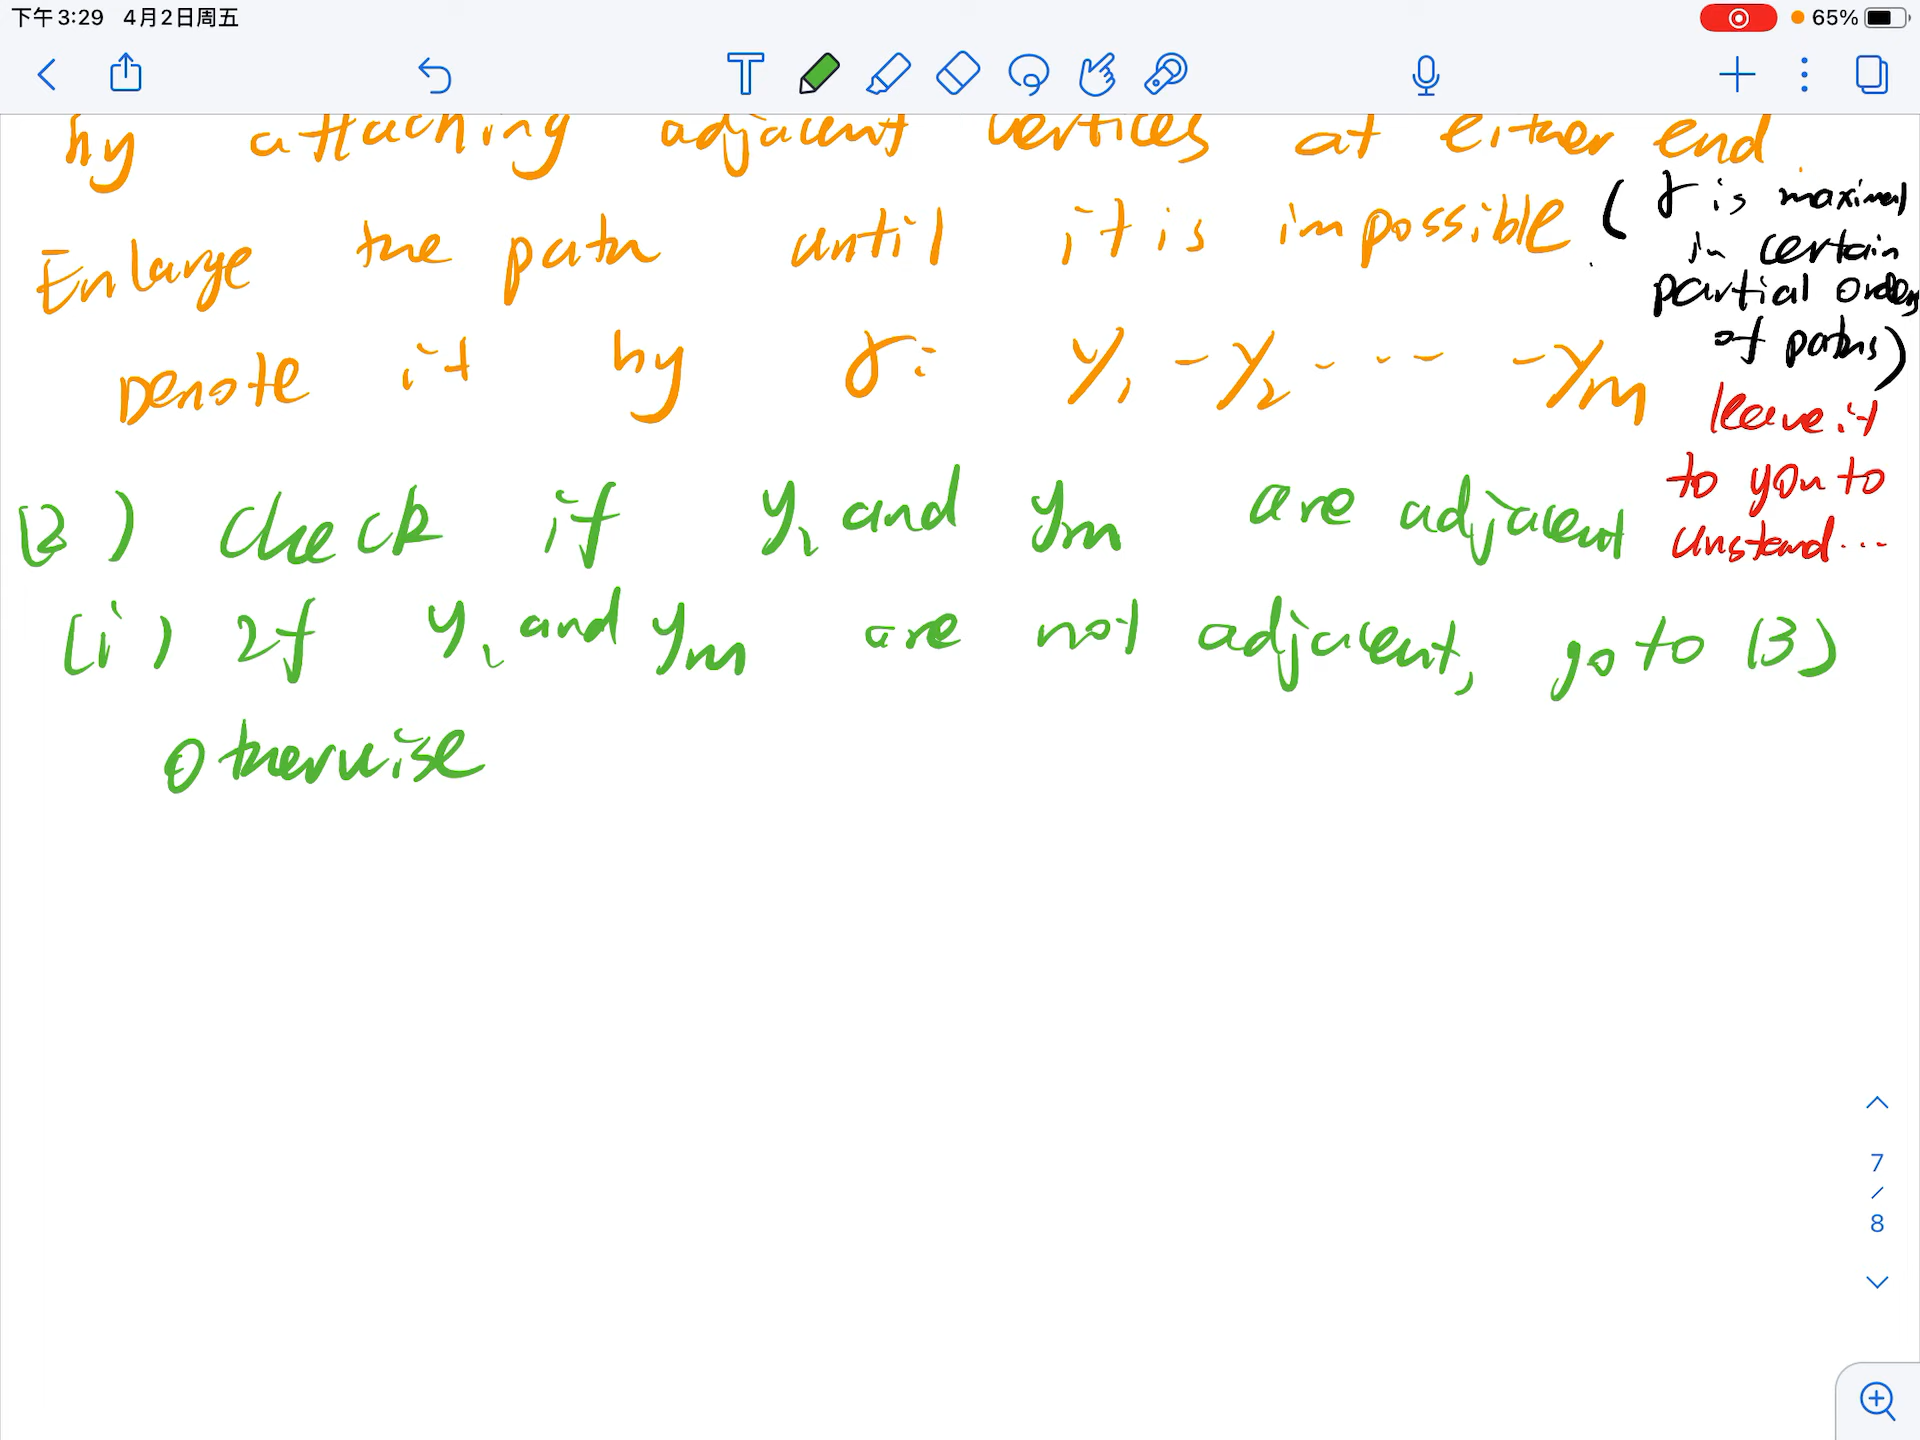 下午3:29 4月2日周五
65%
by attaching adjacent vertices at either end.
Enlarge the path until it is impossible.
(γ is maximal
in certain
partial orders
of paths)
Denote it by γ: y1 - y2 - ... - ym
leave it
to you to
unstand...
(2) Check if y1 and ym are adjacent
(i) If y1 and ym are not adjacent, go to (3)
otherwise
7
/
8